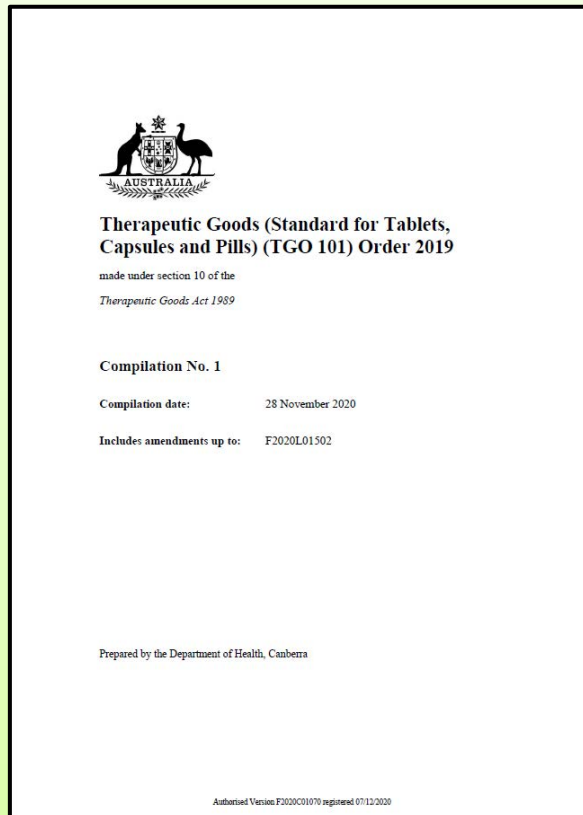 AUSTRALIA
Therapeutic Goods (Standard for Tablets,
Capsules and Pills) (TGO 101) Order 2019
made under section 10 of the
Therapeutic Goods Act 1989
Compilation No. 1
Compilation date: 28 November 2020
Includes amendments up to: F2020L01502
Prepared by the Department of Health, Canberra
Authorised Version F2020C01070 registered 07/12/2020